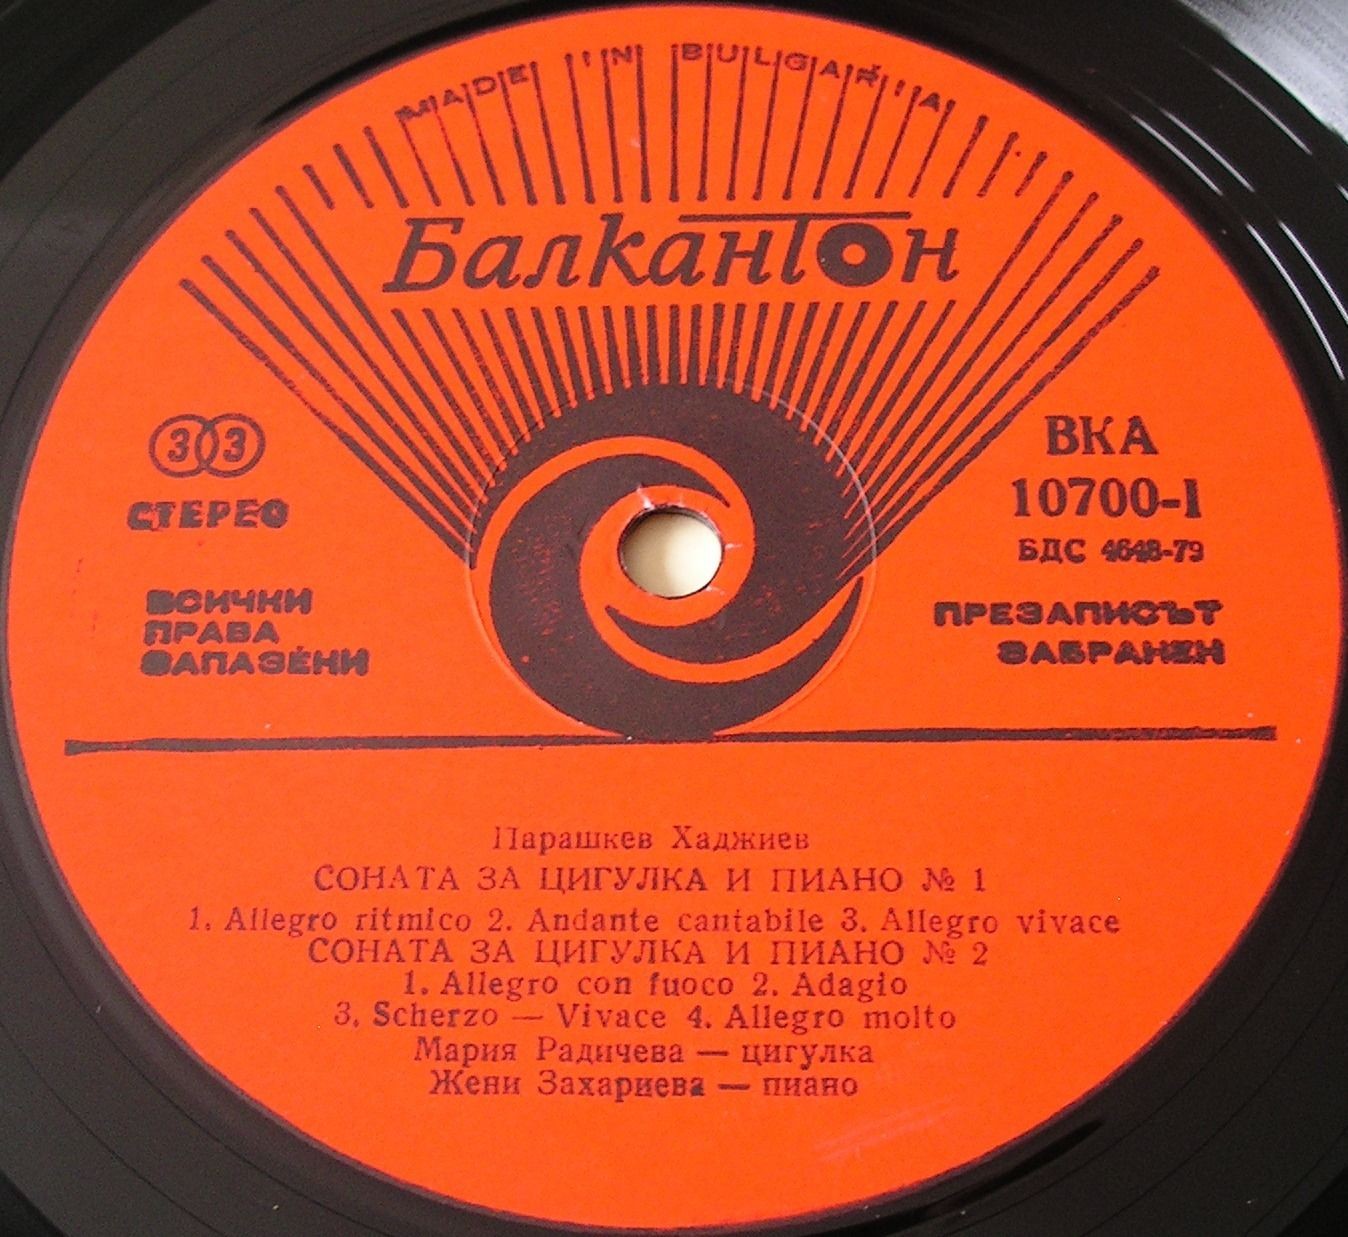 MADE IN BULGARIA
Балкантон
33
СТЕРЕО
ВСИЧКИ
ПРАВА
ЗАПАЗЕНИ
ВКА
10700-1
БДС 4648-79
ПРЕЗАПИСЪТ
ЗАБРАНЕН
Парашкев Хаджиев
СОНАТА ЗА ЦИГУЛКА И ПИАНО № 1
1. Allegro ritmico 2. Andante cantabile 3. Allegro vivace
СОНАТА ЗА ЦИГУЛКА И ПИАНО № 2
1. Allegro con fuoco 2. Adagio
3. Scherzo — Vivace 4. Allegro molto
Мария Радичева — цигулка
Жени Захариева — пиано